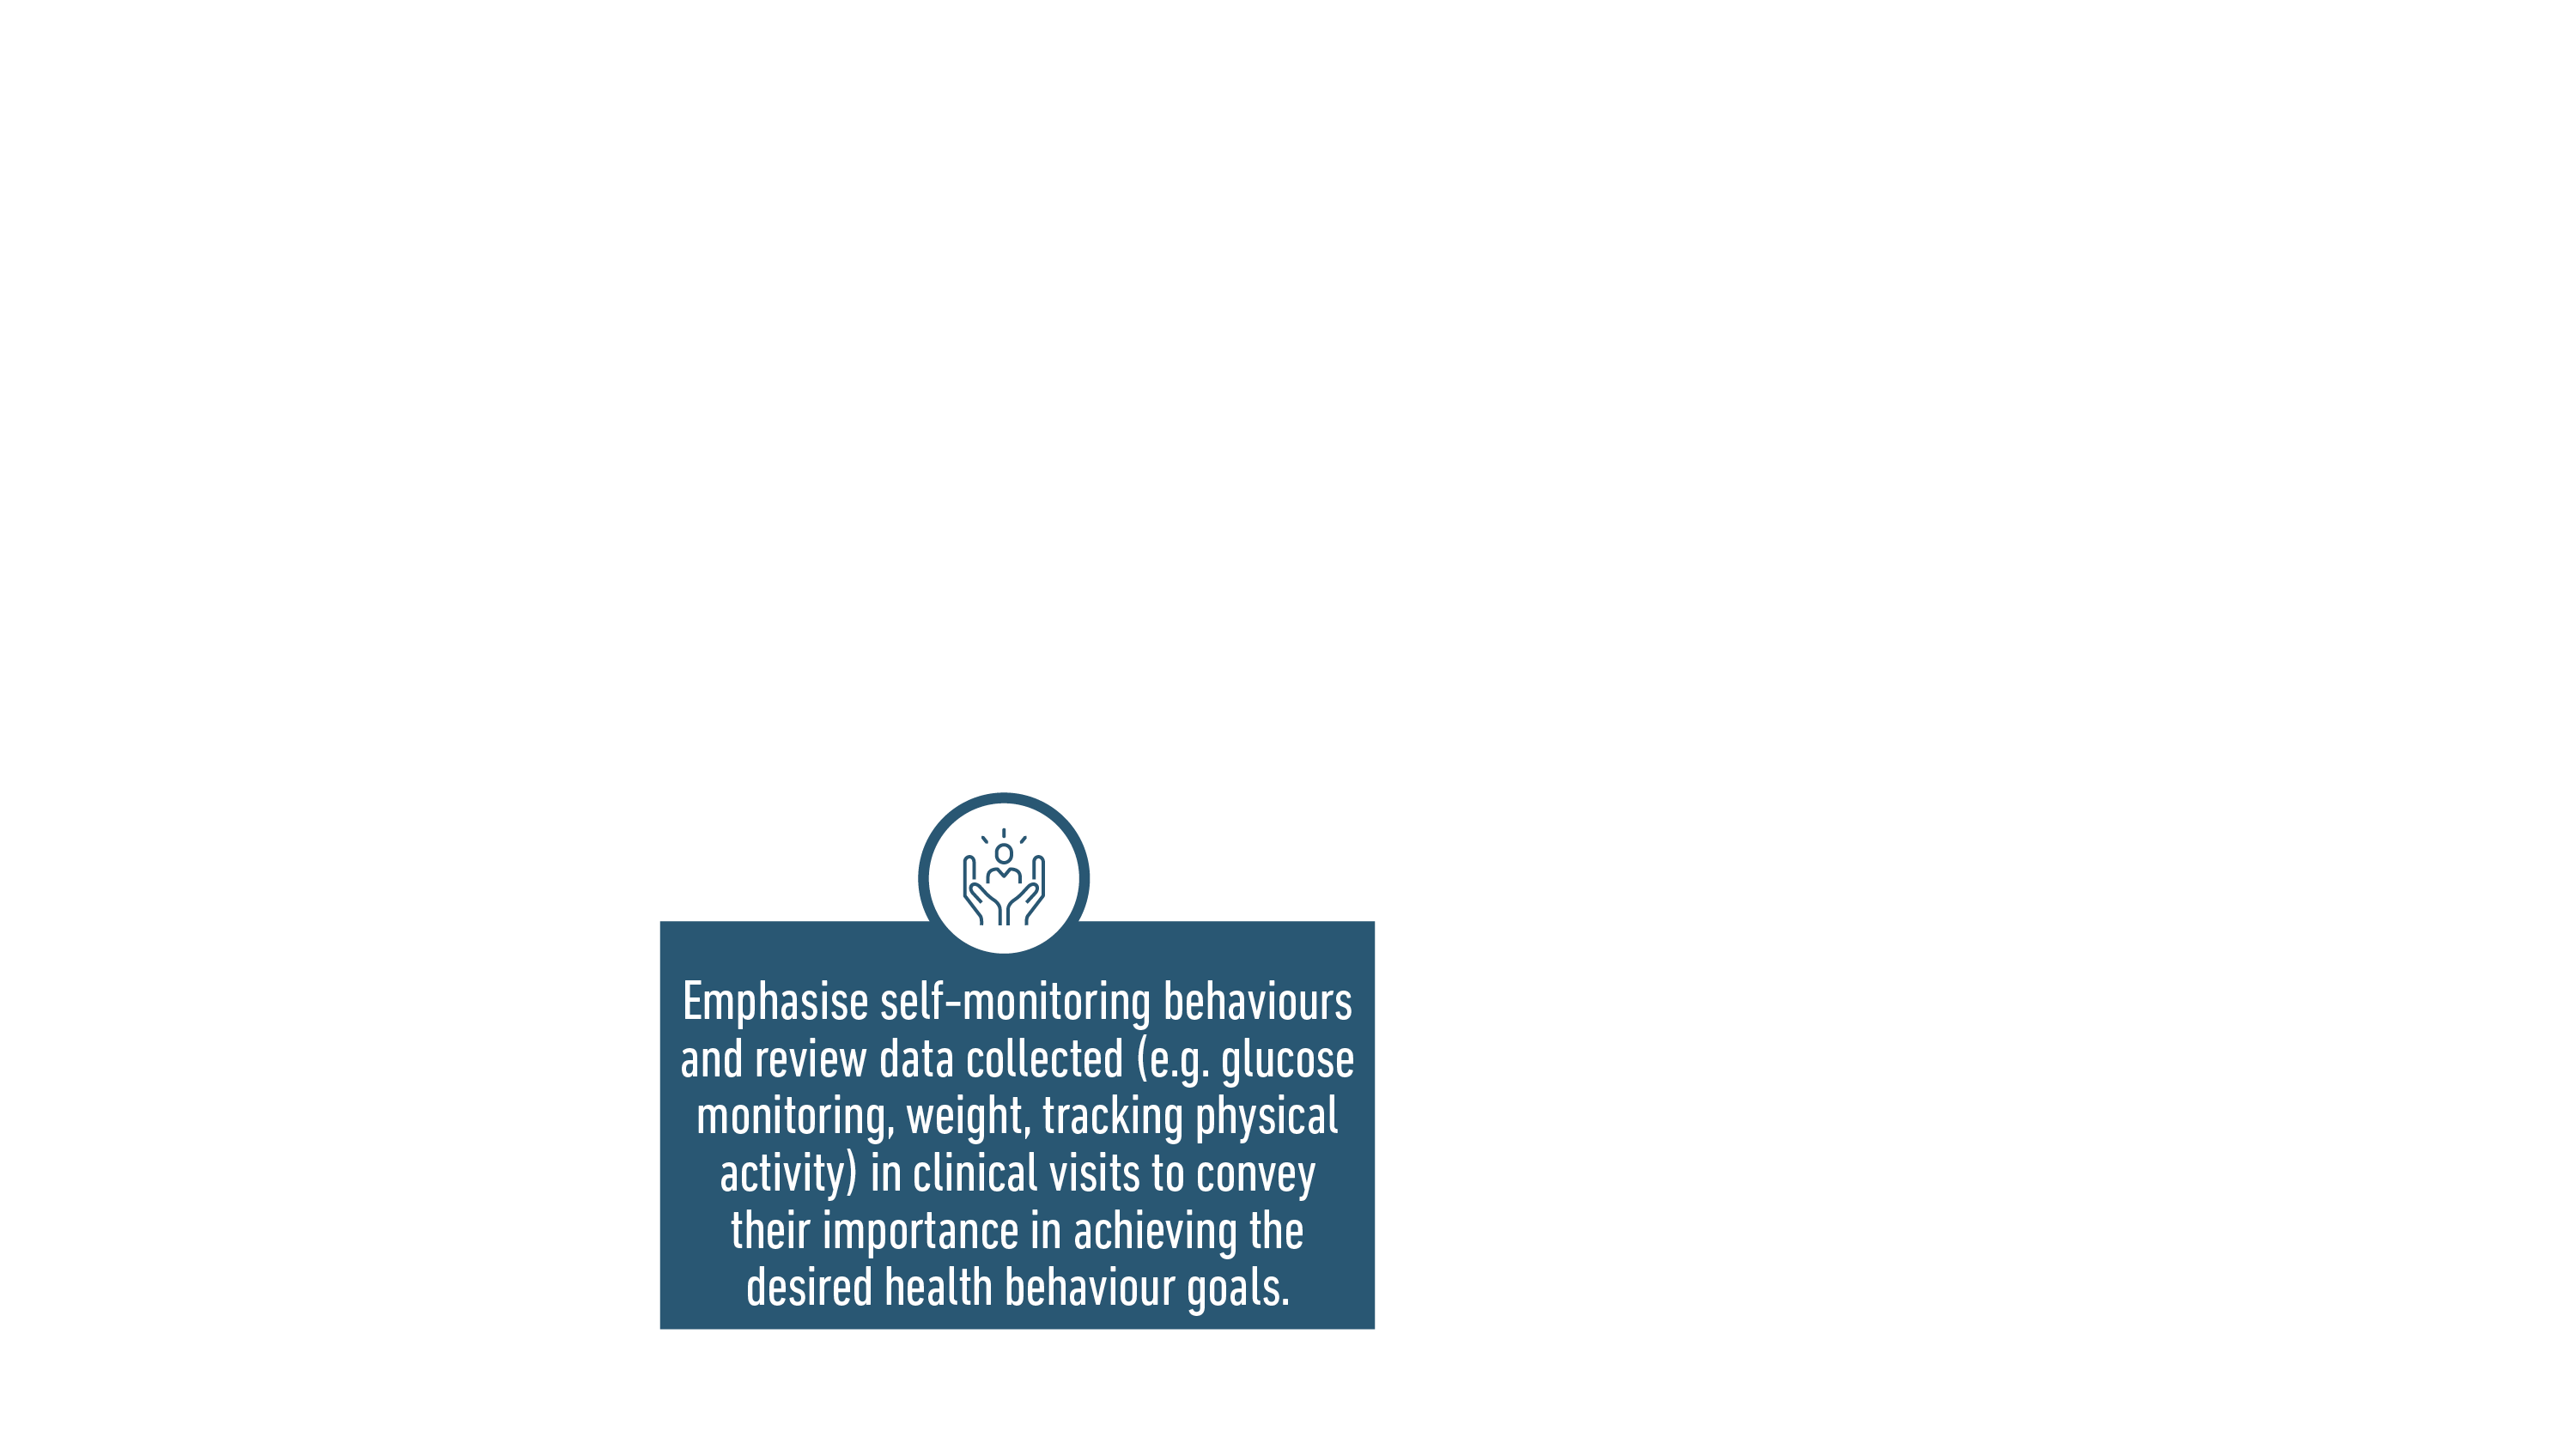 Emphasise self-monitoring behaviours
and review data collected (e.g. glucose
monitoring, weight, tracking physical
activity) in clinical visits to convey
their importance in achieving the
desired health behaviour goals.